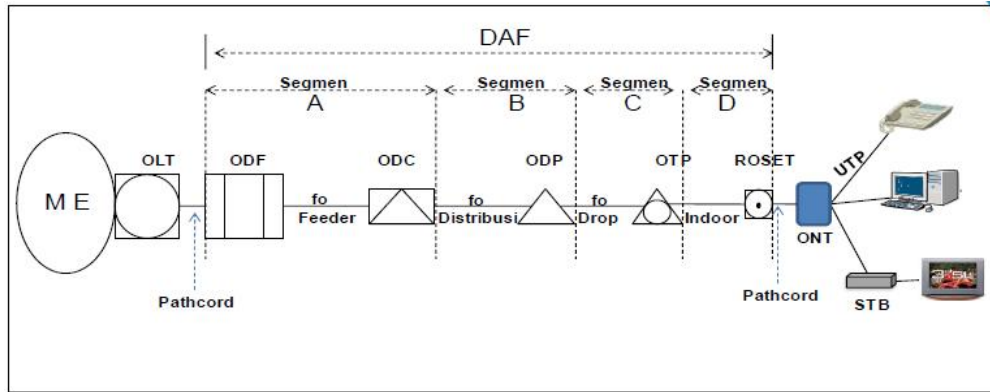 DAF
Segmen
A
Segmen
B
Segmen
C
Segmen
D
M E
OLT
ODF
fo
Feeder
ODC
fo
Distribusi
ODP
fo
Drop
OTP
Indoor
ROSET
ONT
UTP
STB
Pathcord
Pathcord